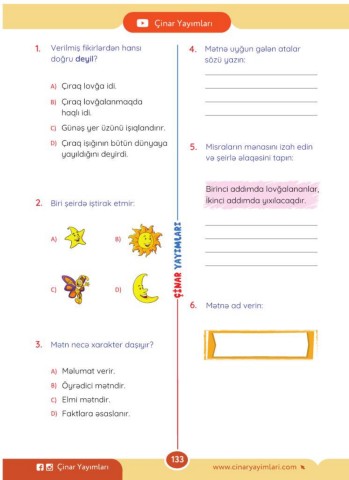 Çinar Yayımları
1. Verilmiş fikirlərdən hansı
doğru deyil?
A) Çıraq lovğa idi.
B) Çıraq lovğalanmaqda
haqlı idi.
C) Günəş yer üzünü işıqlandırır.
D) Çıraq işığının bütün dünyaya
yayıldığını deyirdi.
2. Biri şeirdə iştirak etmir:
A)
B)
C)
D)
3. Mətn necə xarakter daşıyır?
A) Məlumat verir.
B) Öyrədici mətndir.
C) Elmi mətndir.
D) Faktlara əsaslanır.
ÇİNAR YAYIMLARI
4. Mətnə uyğun gələn atalar
sözü yazın:
5. Misraların mənasını izah edin
və şeirlə əlaqəsini tapın:
Birinci addımda lovğalananlar,
İkinci addımda yıxılacaqdır.
6. Mətnə ad verin:
Çinar Yayımları
133
www.cinaryayimlari.com